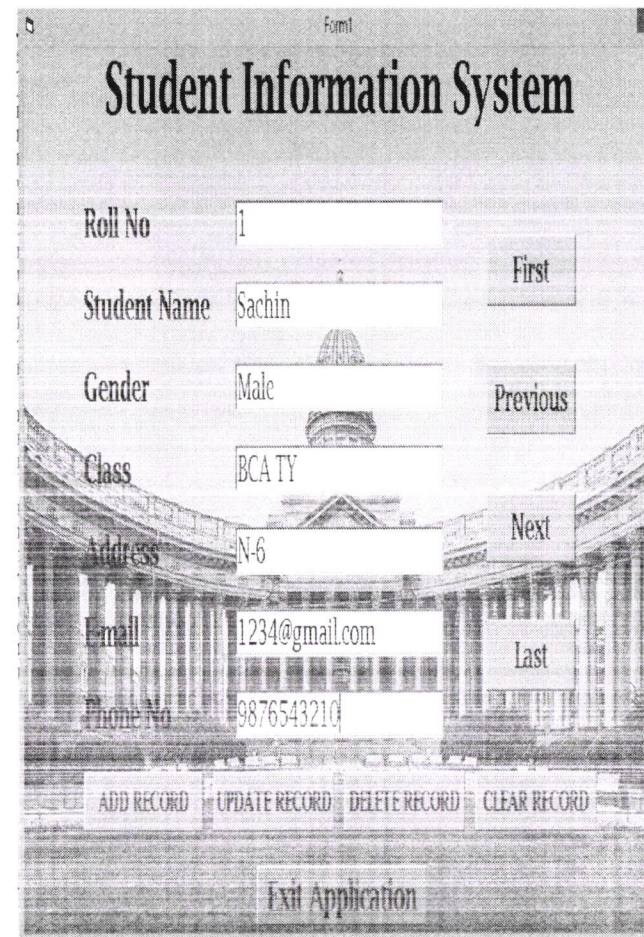 Form1
Student Information System
Roll No 1
First
Student Name Sachin
Gender Male
Previous
Class BCA TY
Next
Address N-6
E-mail 1234@gmail.com
Last
Phone No 9876543210
ADD RECORD UPDATE RECORD DELETE RECORD CLEAR RECORD
Exit Application